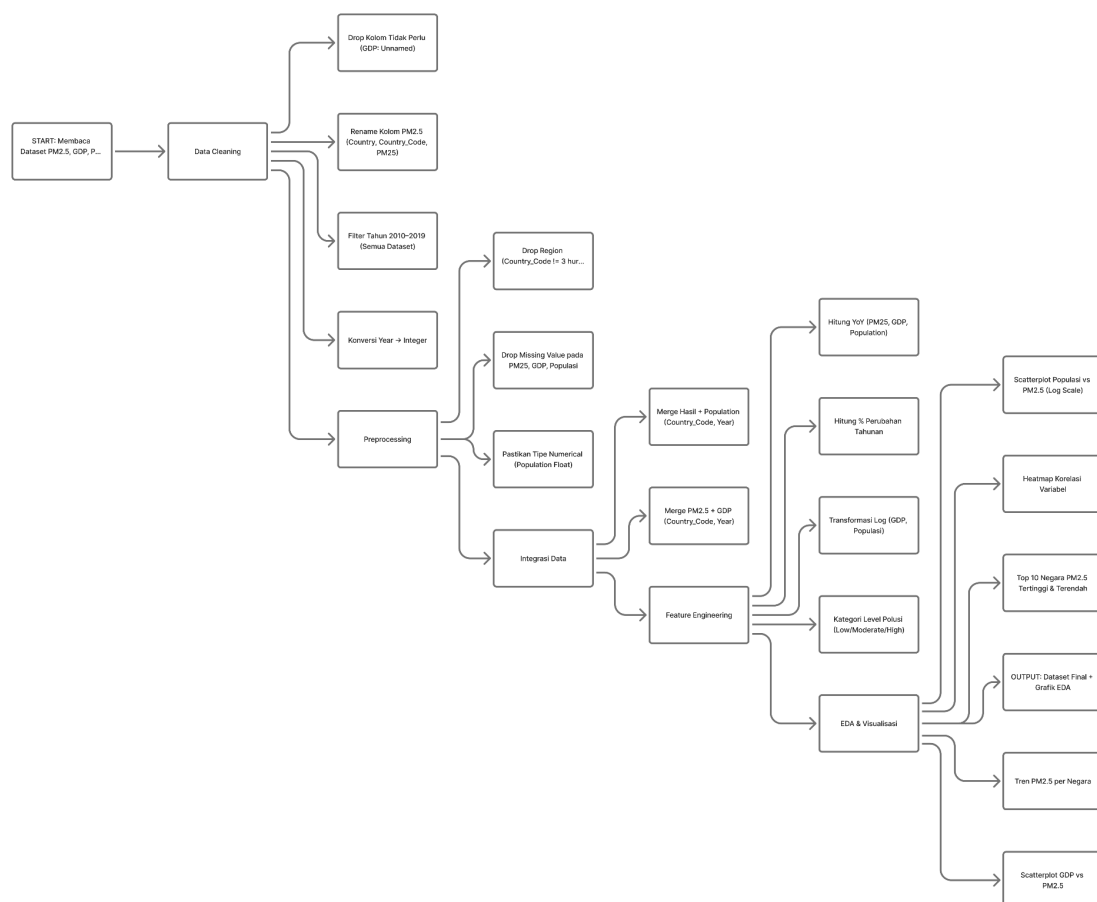 START: Membaca
Dataset PM2.5, GDP, P...
Data Cleaning
Drop Kolom Tidak Perlu
(GDP: Unnamed)
Rename Kolom PM2.5
(Country, Country_Code,
PM25)
Filter Tahun 2010–2019
(Semua Dataset)
Konversi Year → Integer
Preprocessing
Drop Region
(Country_Code != 3 hur...
Drop Missing Value pada
PM25, GDP, Populasi
Pastikan Tipe Numerical
(Population Float)
Integrasi Data
Merge Hasil + Population
(Country_Code, Year)
Merge PM2.5 + GDP
(Country_Code, Year)
Feature Engineering
Hitung YoY (PM25, GDP,
Population)
Hitung % Perubahan
Tahunan
Transformasi Log (GDP,
Populasi)
Kategori Level Polusi
(Low/Moderate/High)
EDA & Visualisasi
Scatterplot Populasi vs
PM2.5 (Log Scale)
Heatmap Korelasi
Variabel
Top 10 Negara PM2.5
Tertinggi & Terendah
OUTPUT: Dataset Final +
Grafik EDA
Tren PM2.5 per Negara
Scatterplot GDP vs
PM2.5